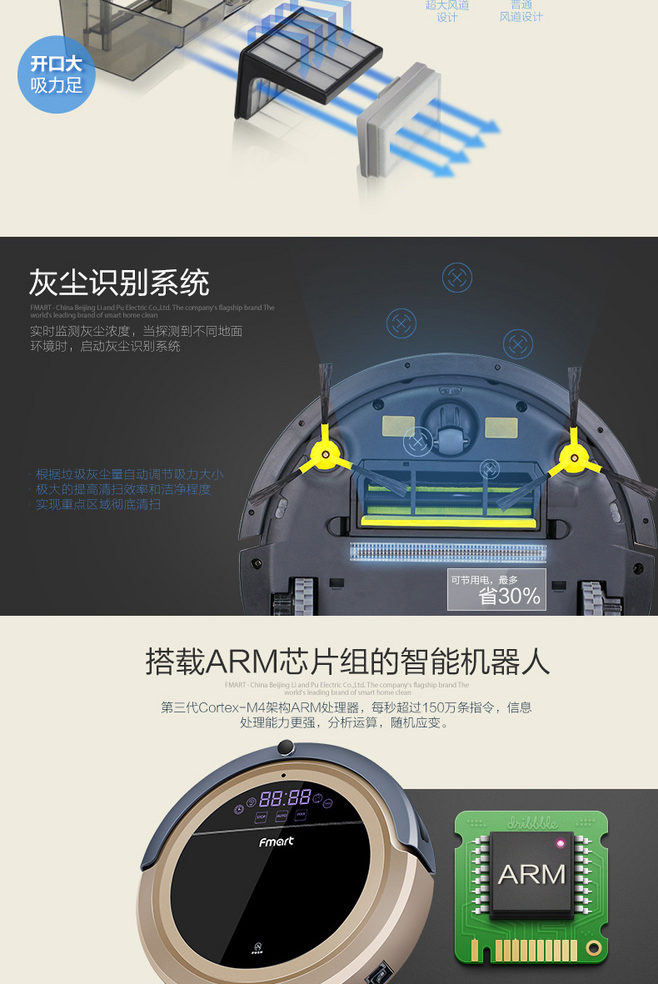 超大风道
设计
普通
风道设计
开口大
吸力足
灰尘识别系统
FMART - China Beijing Li and Pu Electric Co.,Ltd. The company's flagship brand The
world's leading brand of smart home clean
实时监测灰尘浓度，当探测到不同地面
环境时，启动灰尘识别系统
· 根据垃圾灰尘量自动调节吸力大小
· 极大的提高清扫效率和洁净程度
· 实现重点区域彻底清扫
可节用电，最多
省30%
搭载ARM芯片组的智能机器人
FMART - China Beijing Li and Pu Electric Co.,Ltd. The company's flagship brand The
world's leading brand of smart home clean
第三代Cortex-M4架构ARM处理器，每秒超过150万条指令，信息
处理能力更强，分析运算，随机应变。
88:88
Fmart
dribbble
ARM